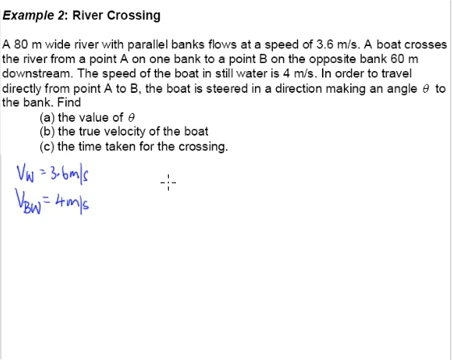 Example 2: River Crossing
A 80 m wide river with parallel banks flows at a speed of 3.6 m/s. A boat crosses
the river from a point A on one bank to a point B on the opposite bank 60 m
downstream. The speed of the boat in still water is 4 m/s. In order to travel
directly from point A to B, the boat is steered in a direction making an angle θ to
the bank. Find
(a) the value of θ
(b) the true velocity of the boat
(c) the time taken for the crossing.
Vw = 3.6m/s
VBW = 4m/s